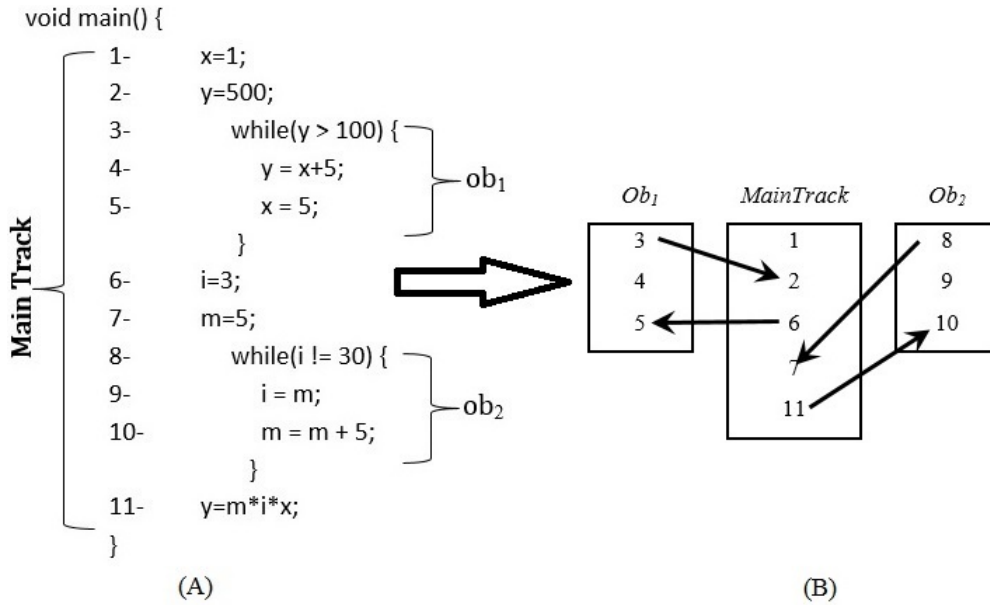 void main() {
1- x=1;
2- y=500;
3- while(y > 100) {
4- y = x+5;
5- x = 5;
}
6- i=3;
7- m=5;
8- while(i != 30) {
9- i = m;
10- m = m + 5;
}
11- y=m*i*x;
}
Main Track
ob1
ob2
(A)
Ob1 MainTrack Ob2
3 1 8
4 2 9
5 6 10
7
11
(B)